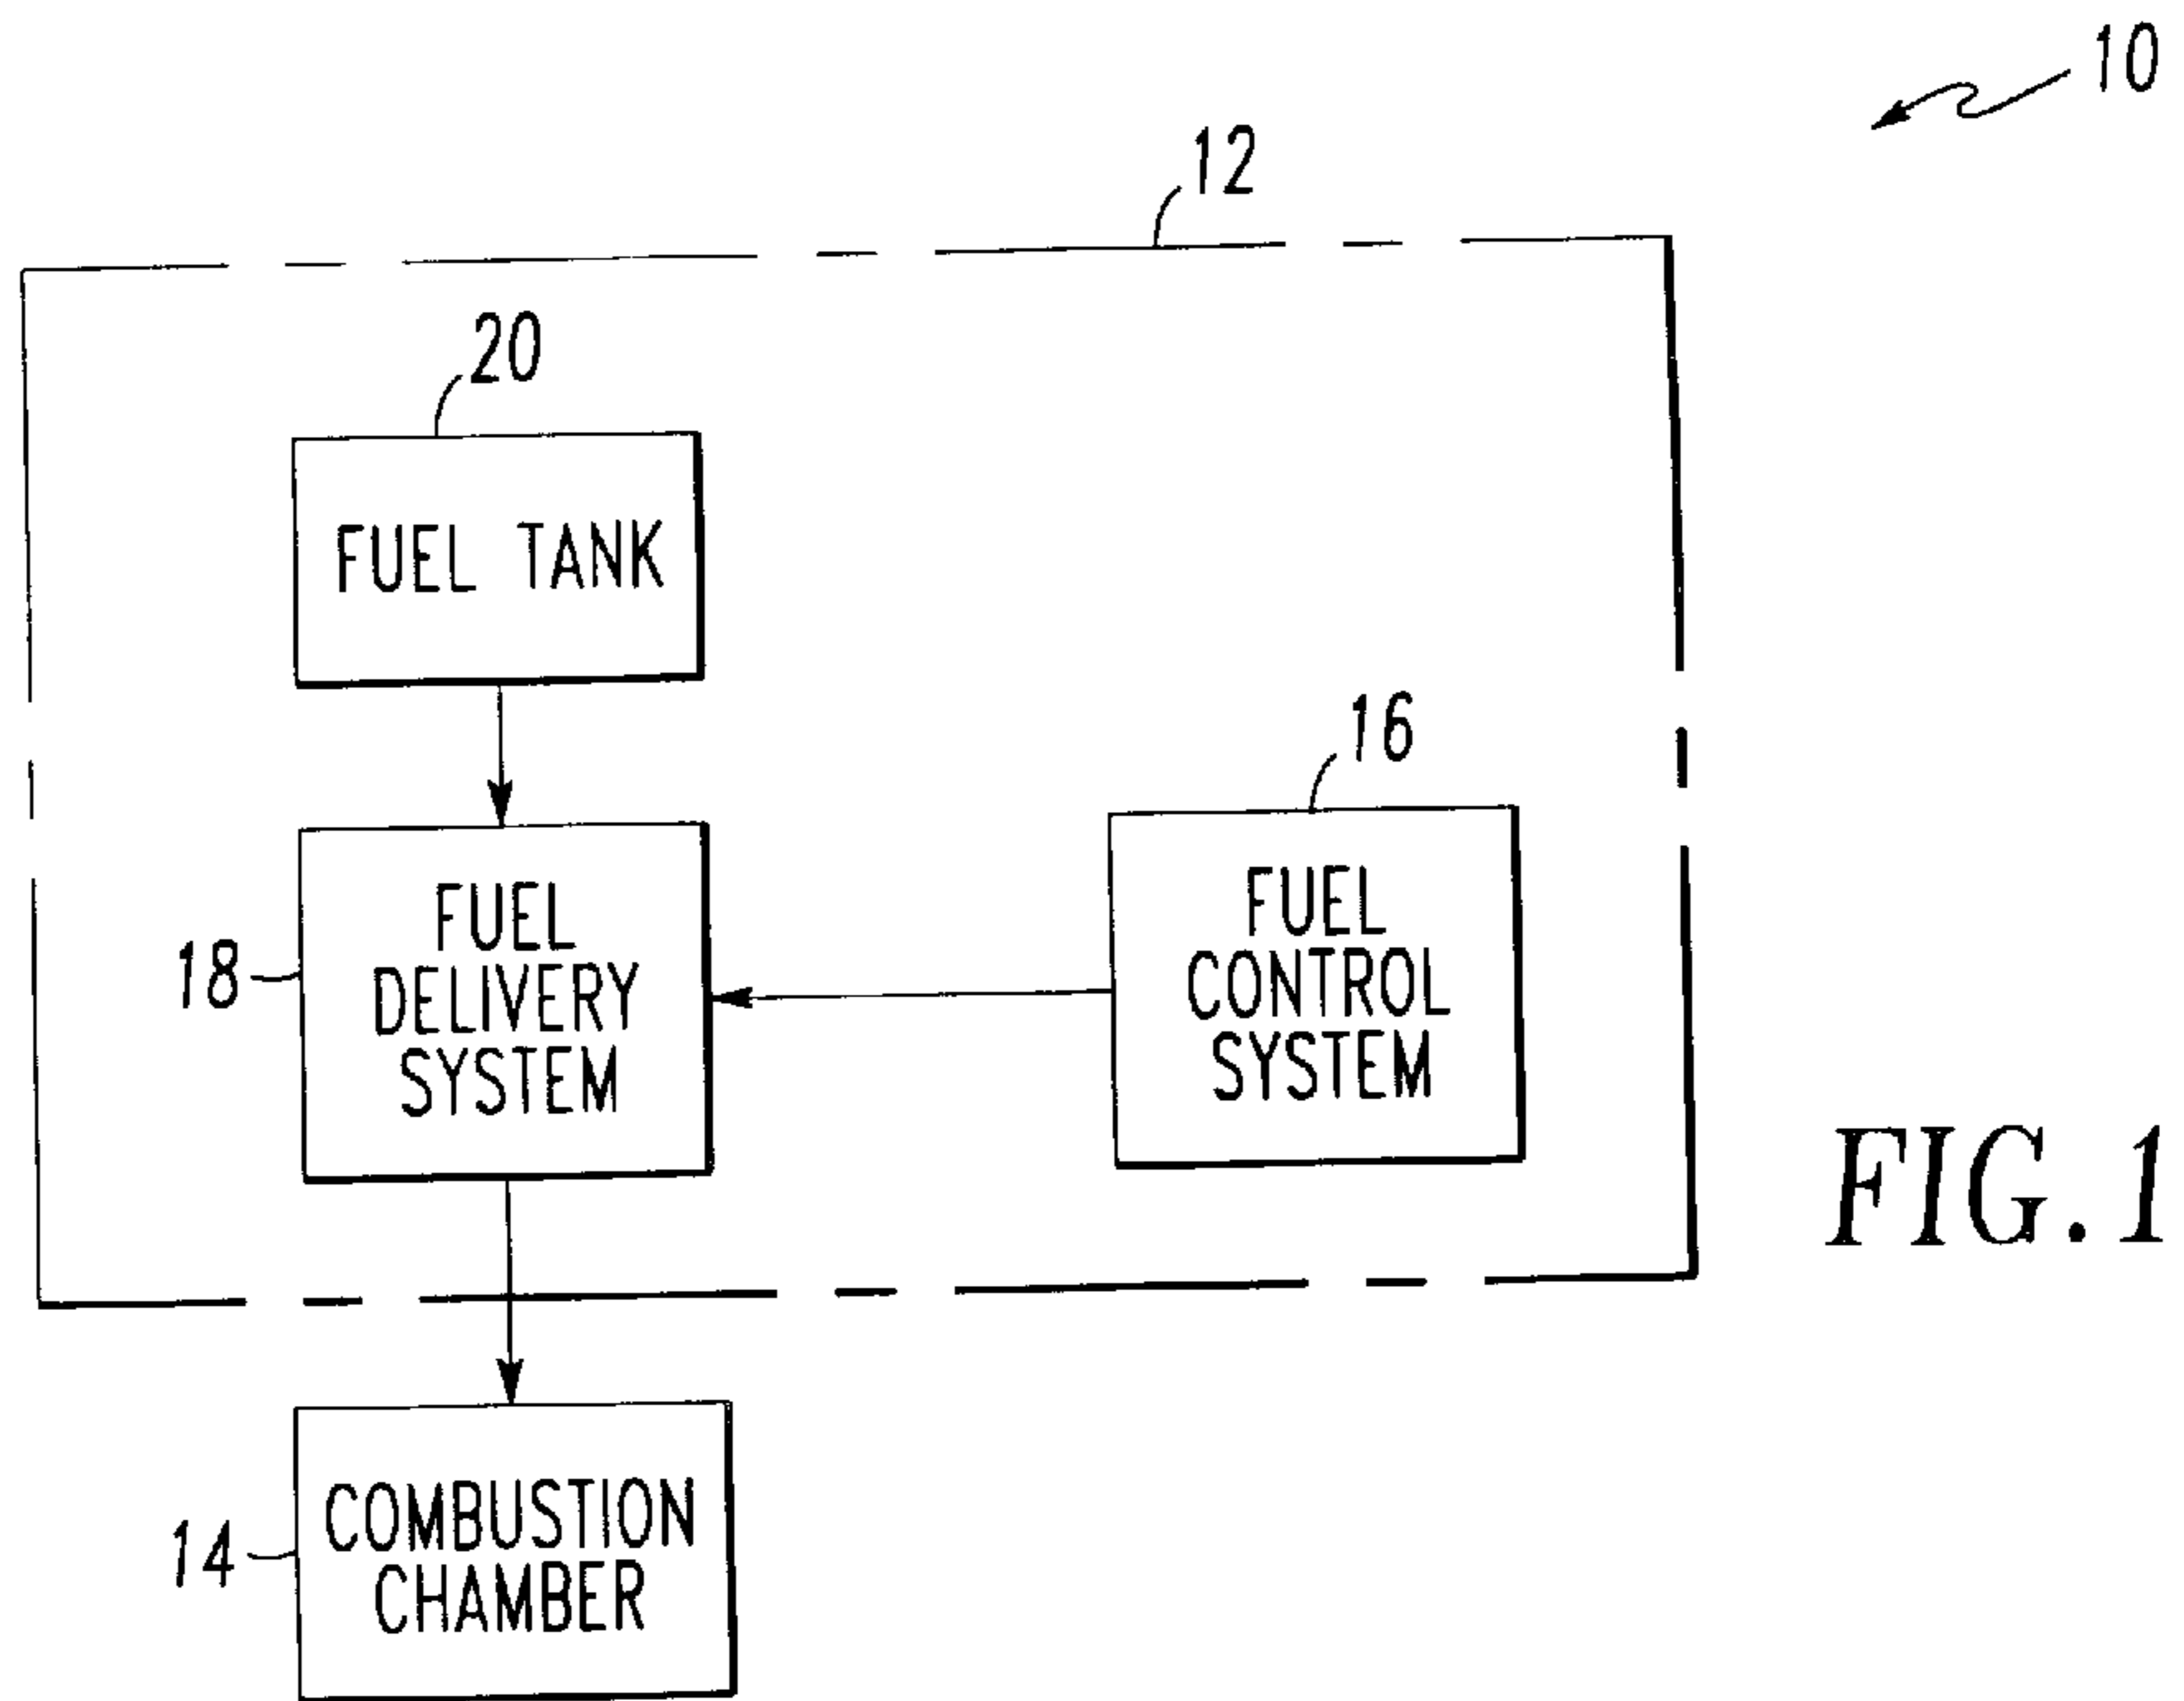 10
12
20
FUEL TANK
16
18
FUEL
DELIVERY
SYSTEM
FUEL
CONTROL
SYSTEM
FIG.1
14
COMBUSTION
CHAMBER